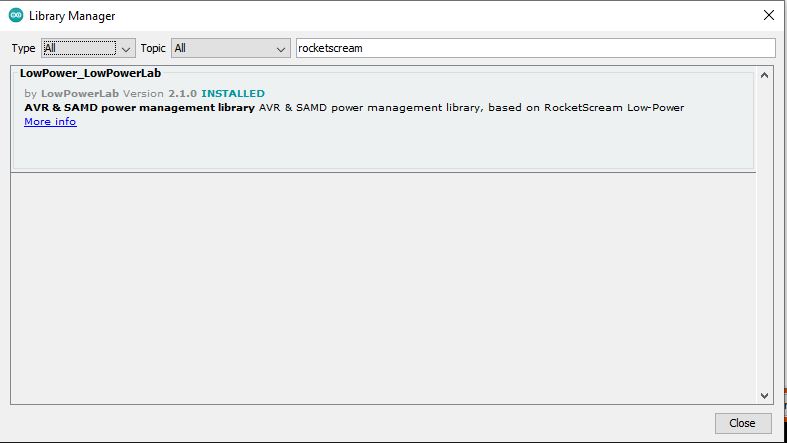 Library Manager
Type All Topic All rocketscream
LowPower_LowPowerLab
by LowPowerLab Version 2.1.0 INSTALLED
AVR & SAMD power management library AVR & SAMD power management library, based on RocketScream Low-Power
More info
Close